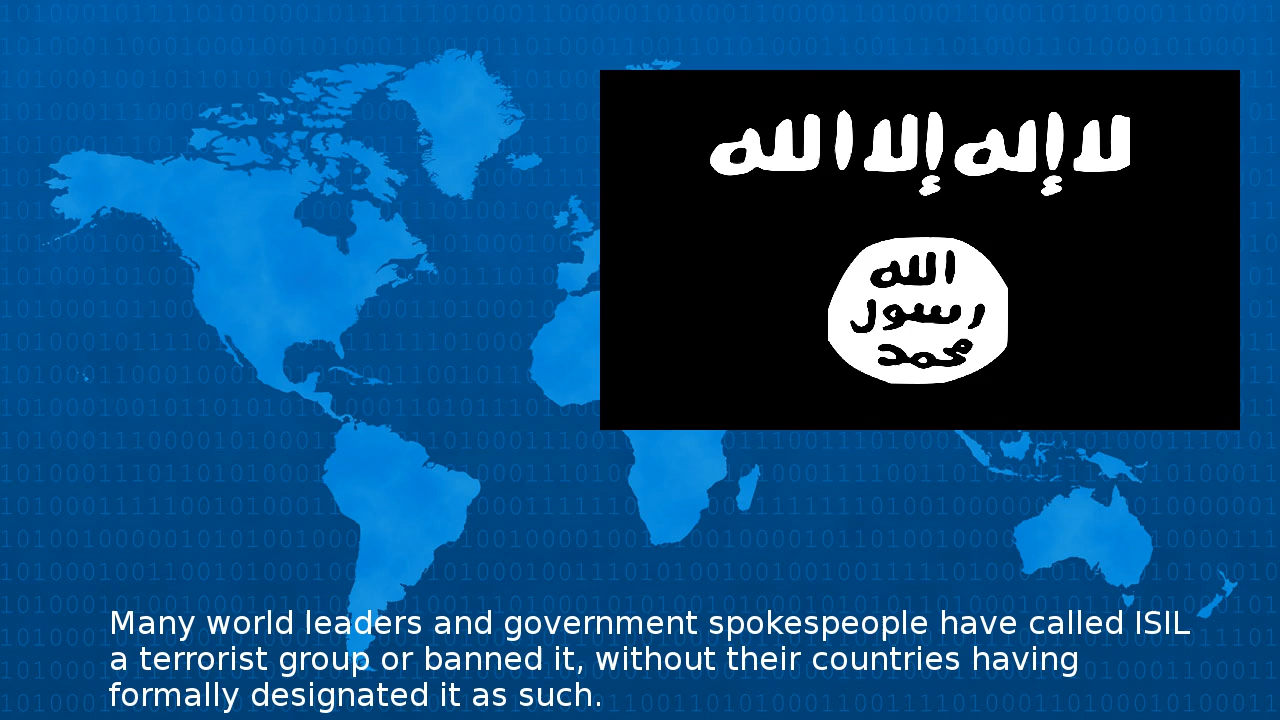 لا إله إلا الله
الله
رسول
محمد
Many world leaders and government spokespeople have called ISIL
a terrorist group or banned it, without their countries having
formally designated it as such.